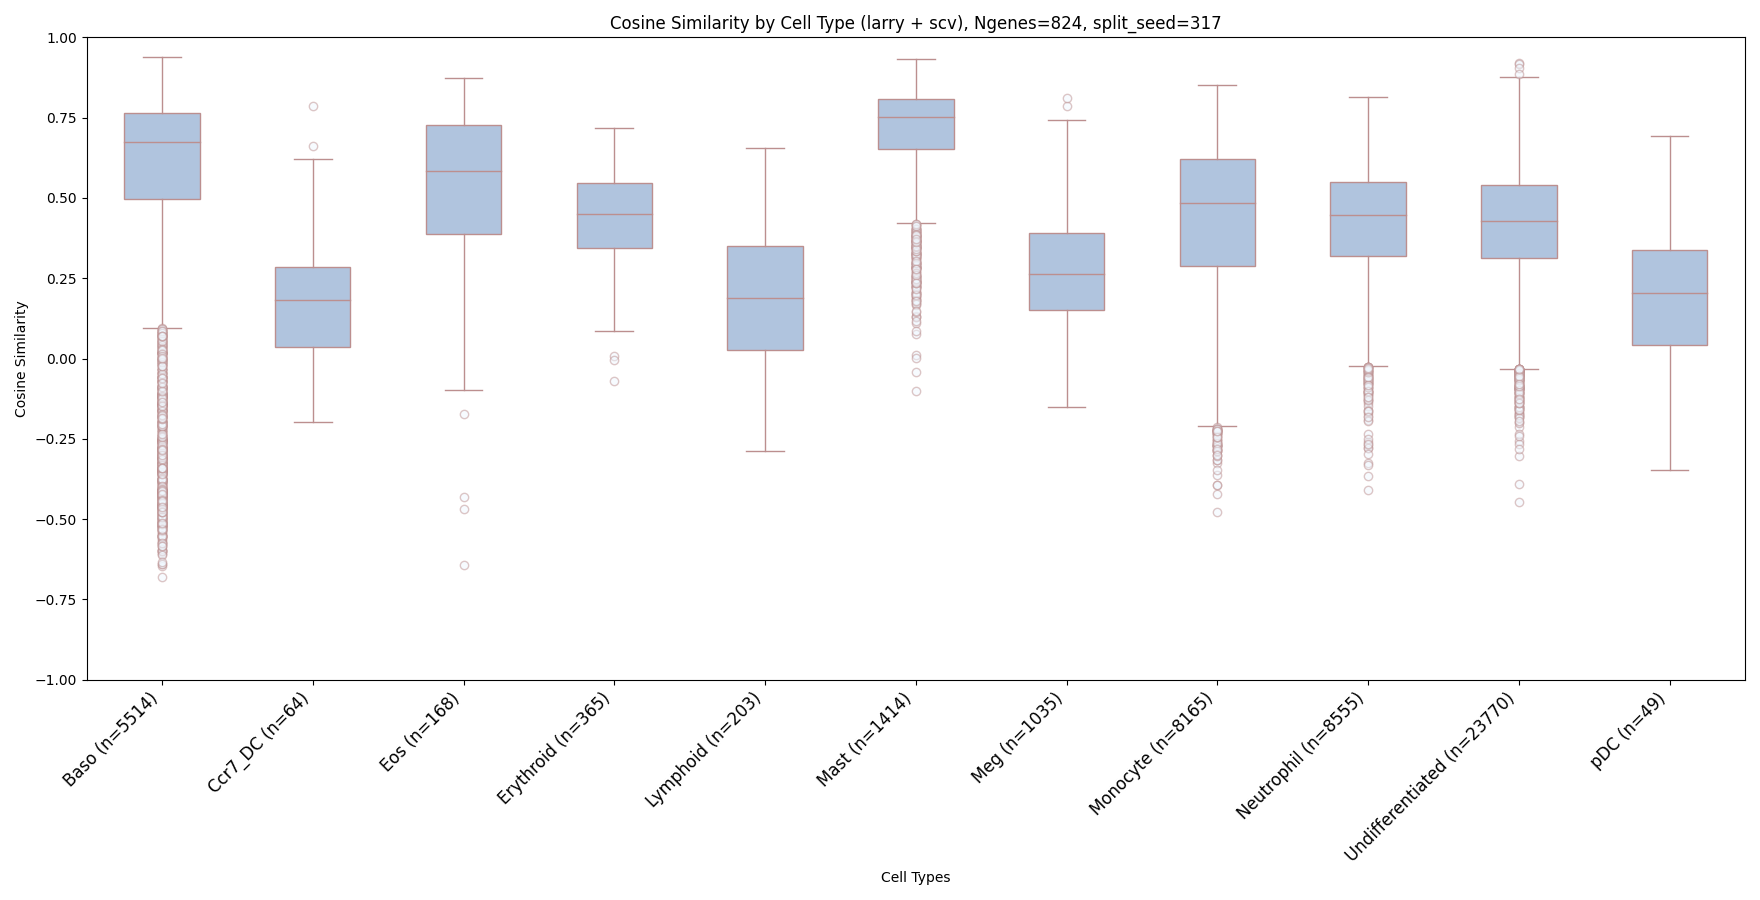 Cosine Similarity by Cell Type (larry + scv), Ngenes=824, split_seed=317
1.00
0.75
0.50
0.25
0.00
−0.25
−0.50
−0.75
−1.00
Cosine Similarity
Baso (n=5514)
Ccr7_DC (n=64)
Eos (n=168)
Erythroid (n=365)
Lymphoid (n=203)
Mast (n=1414)
Meg (n=1035)
Monocyte (n=8165)
Neutrophil (n=8555)
Undifferentiated (n=23770)
pDC (n=49)
Cell Types